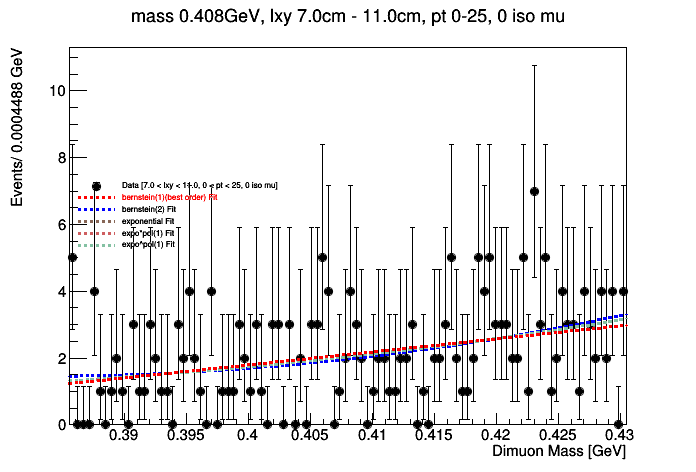 mass 0.408GeV, lxy 7.0cm - 11.0cm, pt 0-25, 0 iso mu
Events/ 0.0004488 GeV
10
8
6
4
2
0
Data [7.0 < lxy < 11.0, 0 < pt < 25, 0 iso mu]
bernstein(1)(best order) Fit
bernstein(2) Fit
exponential Fit
expo*pol(1) Fit
expo^pol(1) Fit
0.39 0.395 0.4 0.405 0.41 0.415 0.42 0.425 0.43
Dimuon Mass [GeV]